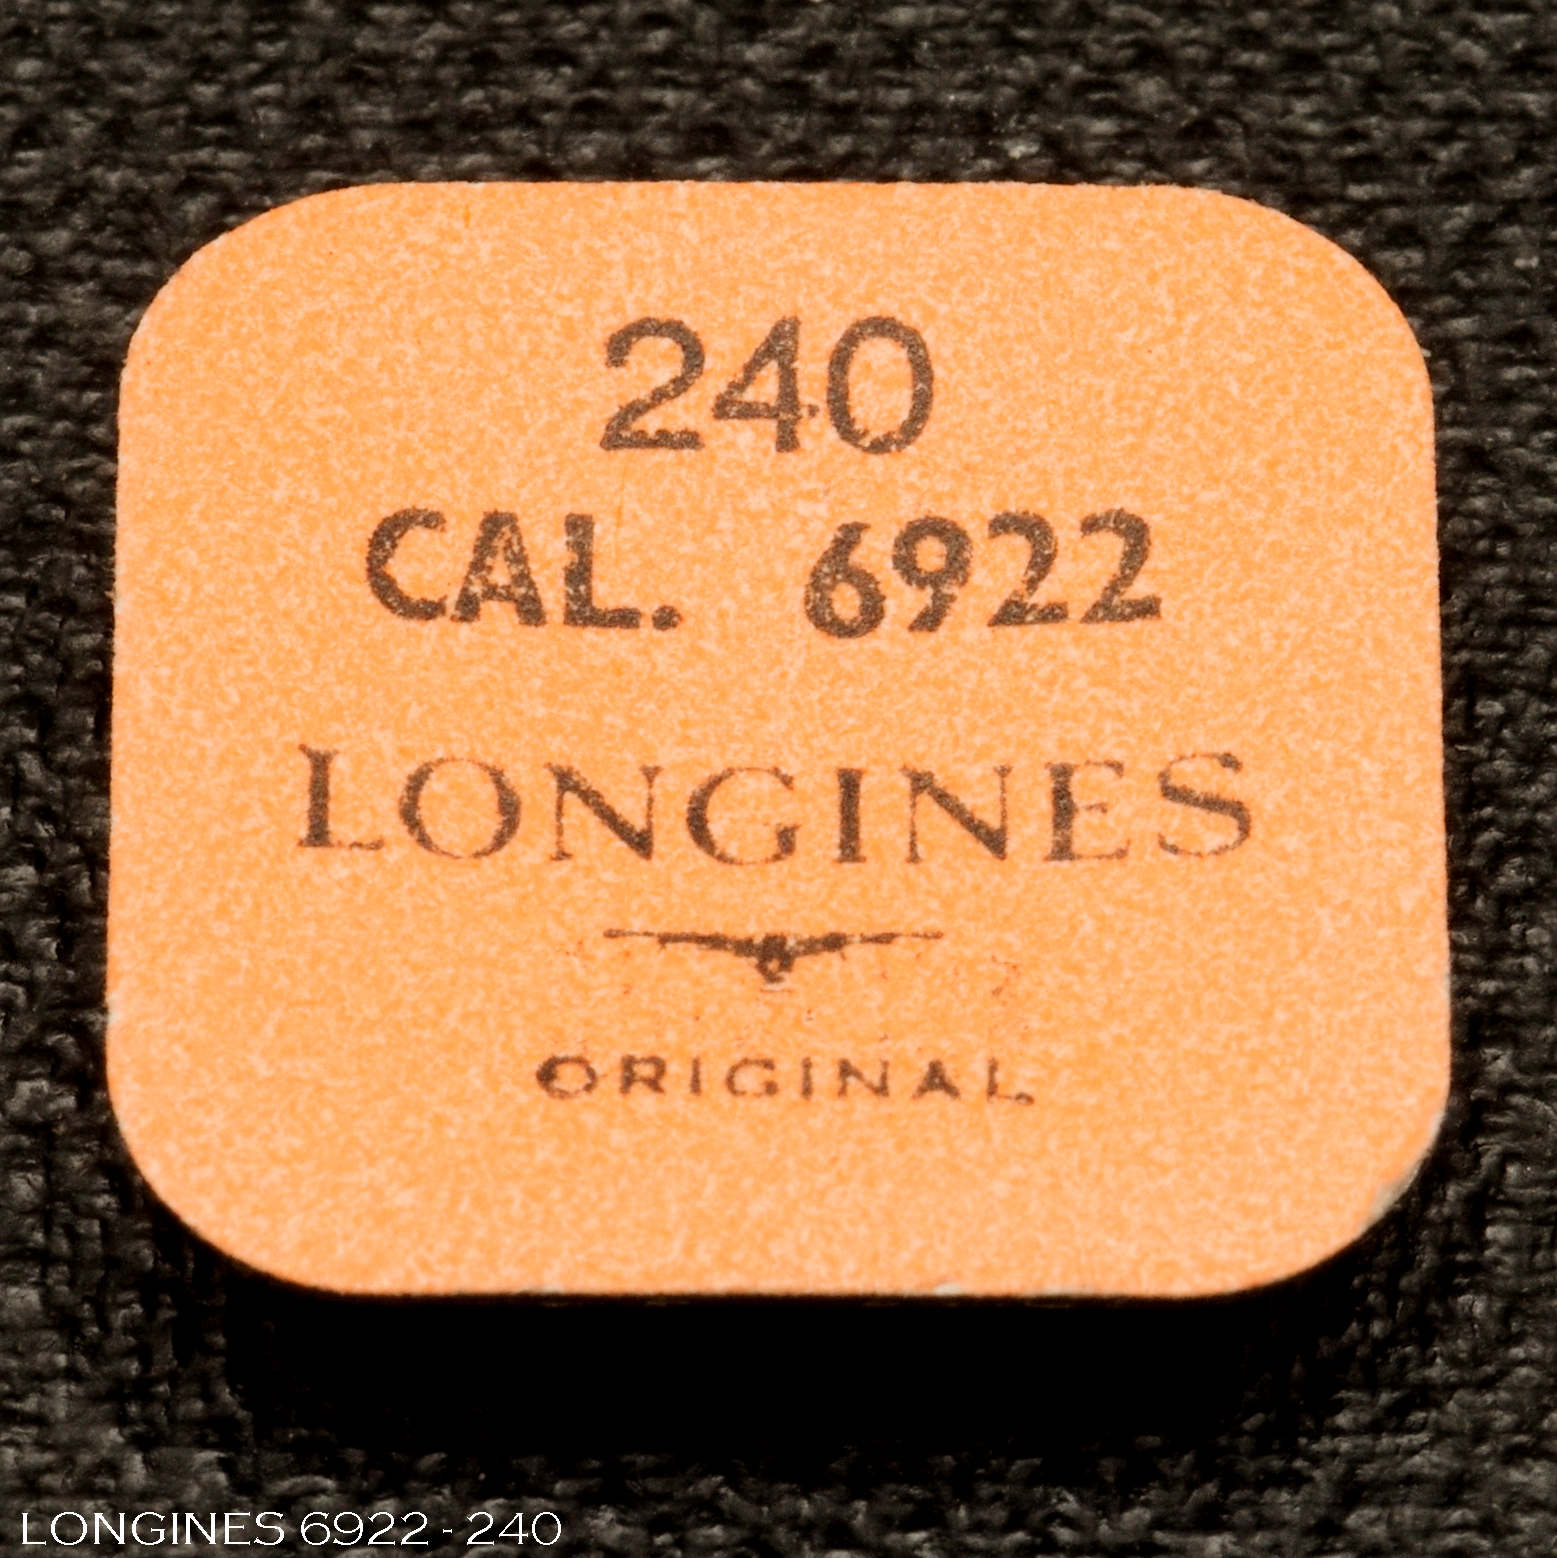 240
CAL. 6922
LONGINES
ORIGINAL
LONGINES 6922 - 240